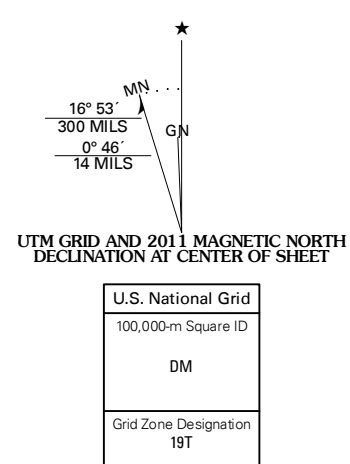 ★
MN
16° 53´
300 MILS
GN
0° 46´
14 MILS
UTM GRID AND 2011 MAGNETIC NORTH
DECLINATION AT CENTER OF SHEET
U.S. National Grid
100,000-m Square ID
DM
Grid Zone Designation
19T